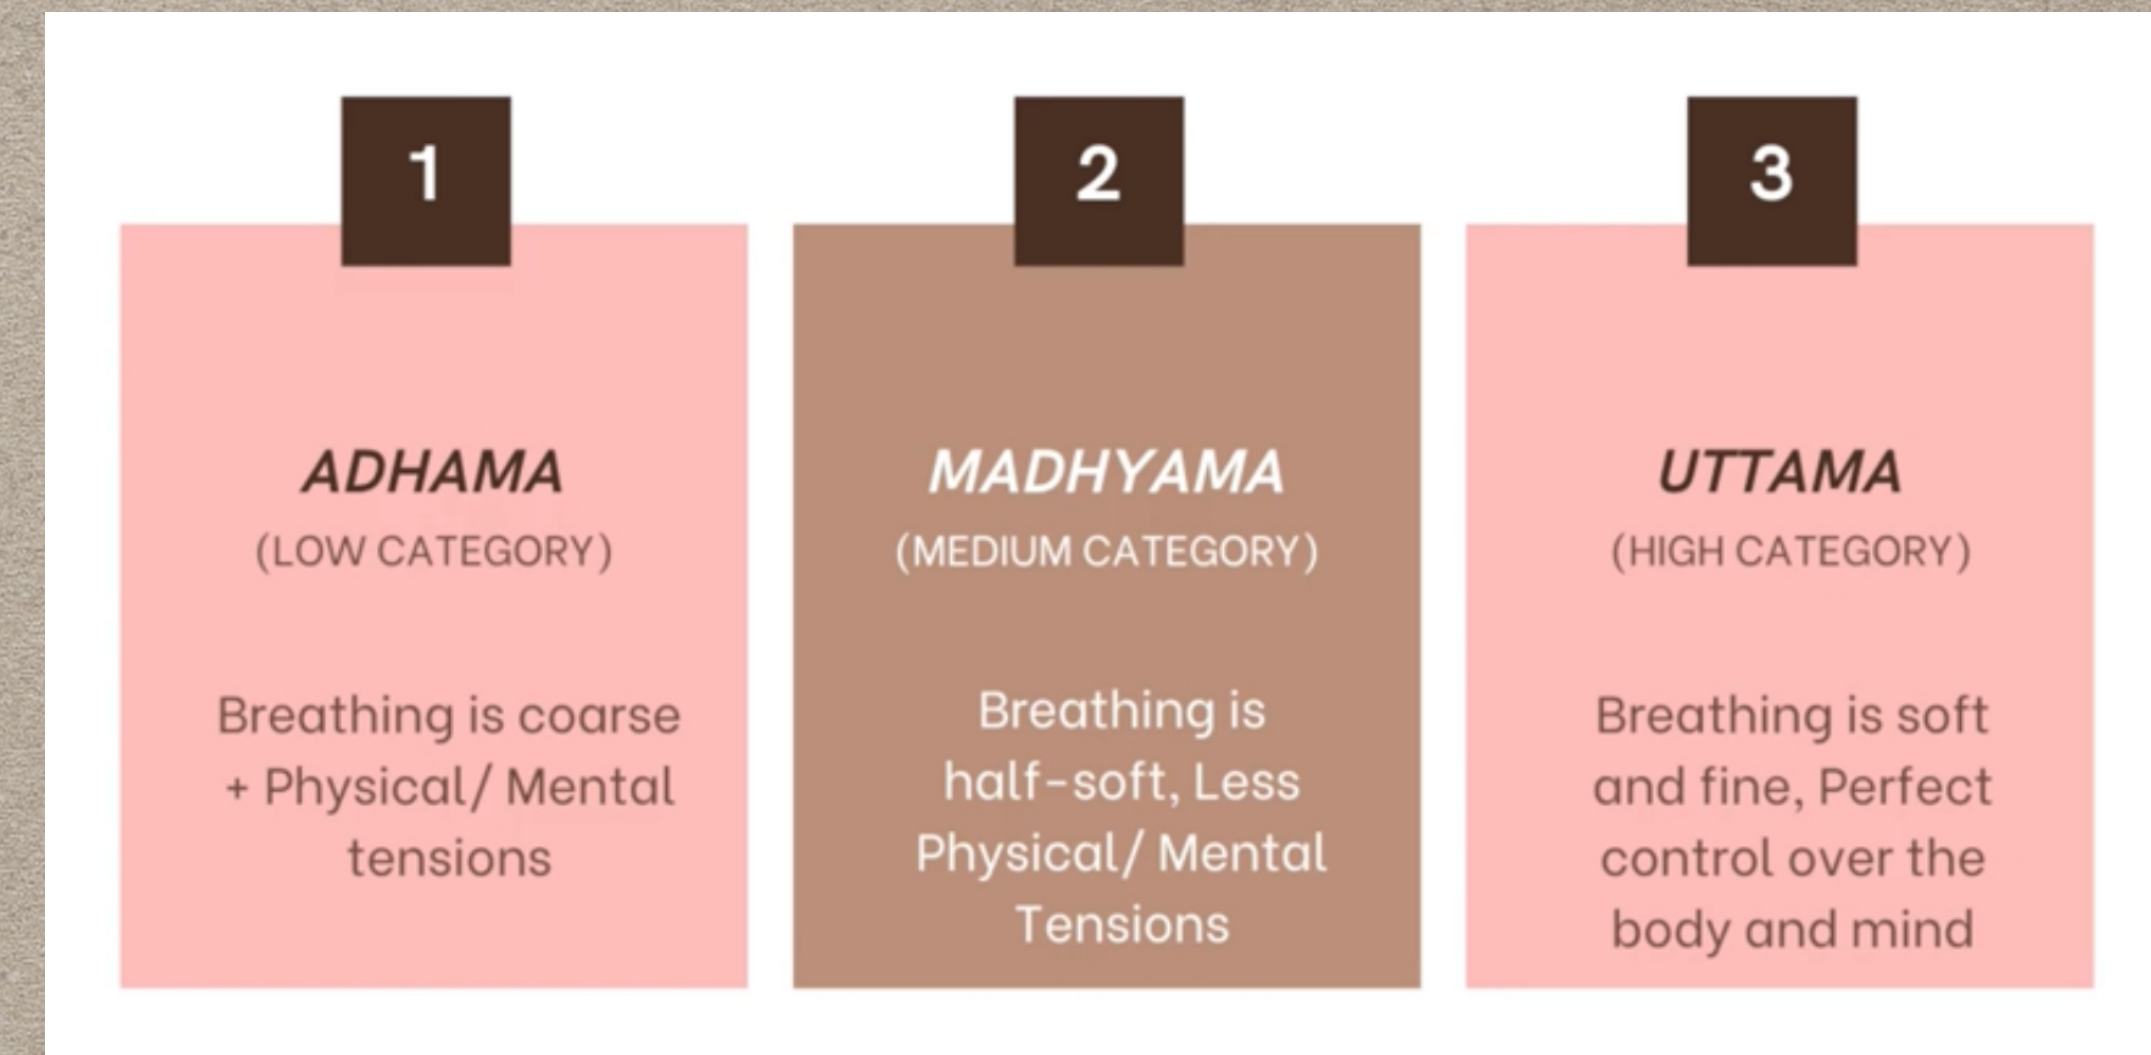 1
ADHAMA
(LOW CATEGORY)
Breathing is coarse
+ Physical/ Mental
tensions
2
MADHYAMA
(MEDIUM CATEGORY)
Breathing is
half-soft, Less
Physical/ Mental
Tensions
3
UTTAMA
(HIGH CATEGORY)
Breathing is soft
and fine, Perfect
control over the
body and mind